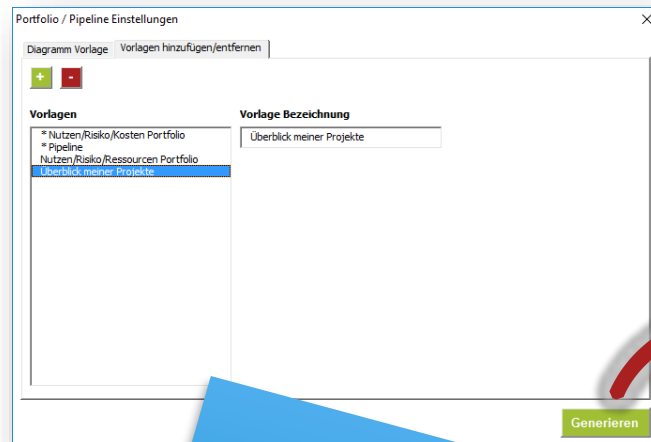 Portfolio / Pipeline Einstellungen
Diagramm Vorlage
Vorlagen hinzufügen/entfernen
+
-
Vorlagen
Vorlage Bezeichnung
* Nutzen/Risiko/Kosten Portfolio
* Pipeline
Nutzen/Risiko/Ressourcen Portfolio
Überblick meiner Projekte
Überblick meiner Projekte
Generieren